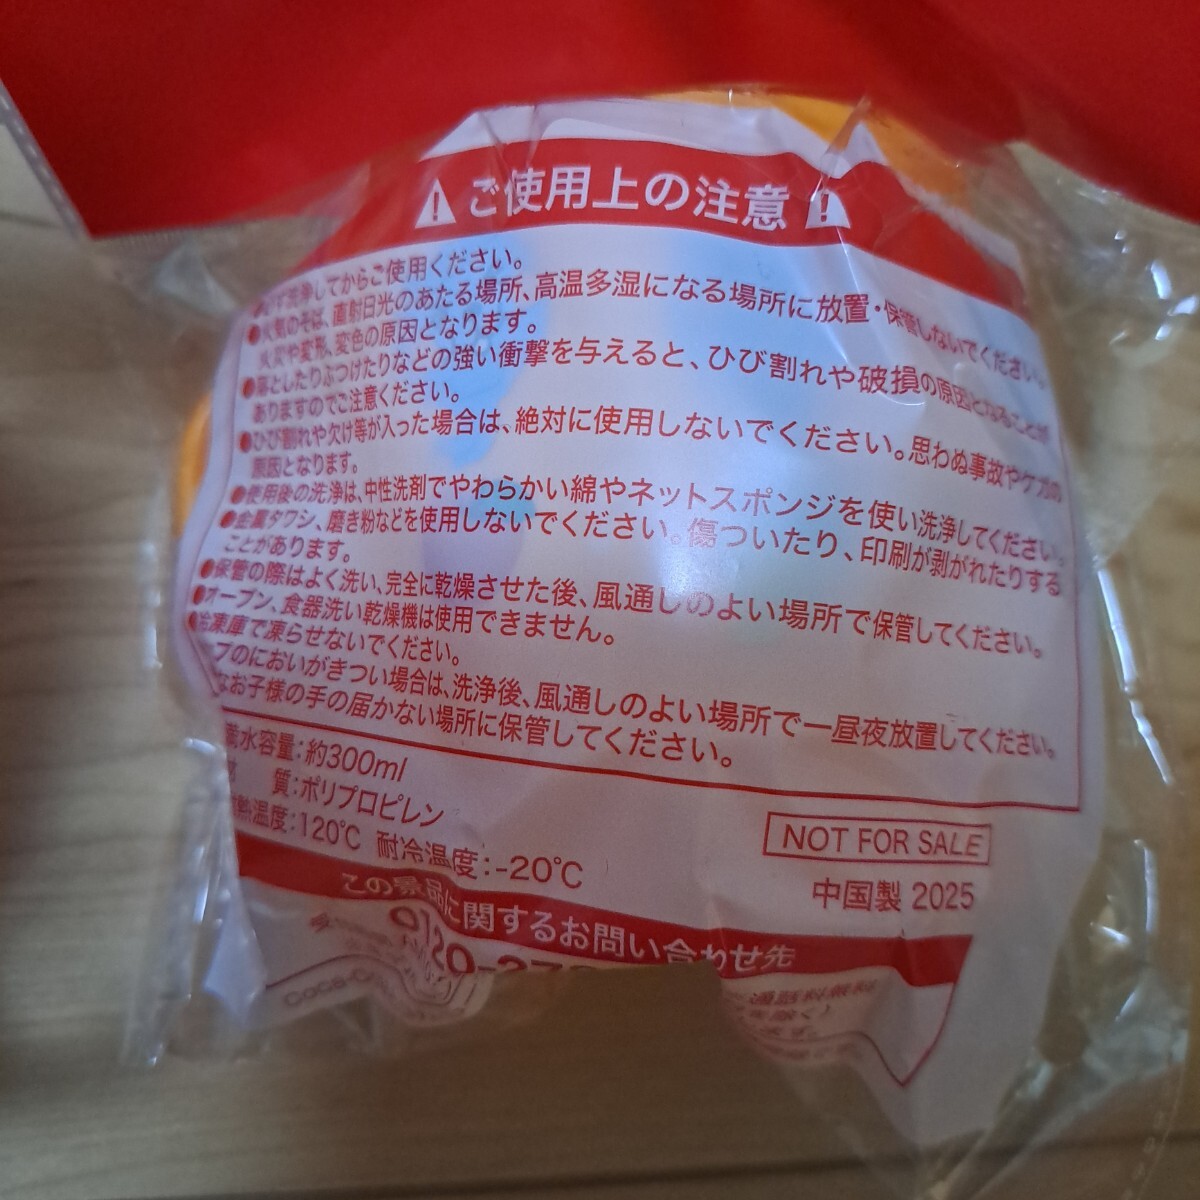 ご使用上の注意
●必ず洗浄してからご使用ください。
●火気のそば、直射日光のあたる場所、高温多湿になる場所に放置・保管しないでください。
火災や変形、変色の原因となります。
●落としたりぶつけたりなどの強い衝撃を与えると、ひび割れや破損の原因となることが
ありますのでご注意ください。
●ひび割れや欠け等が入った場合は、絶対に使用しないでください。思わぬ事故やケガの
原因となります。
●使用後の洗浄は、中性洗剤でやわらかい綿やネットスポンジを使い洗浄してください。
●金属タワシ、磨き粉などを使用しないでください。傷ついたり、印刷が剥がれたりする
ことがあります。
●保管の際はよく洗い、完全に乾燥させた後、風通しのよい場所で保管してください。
●オーブン、食器洗い乾燥機は使用できません。
●冷凍庫で凍らせないでください。
プのにおいがきつい場合は、洗浄後、風通しのよい場所で一昼夜放置してください。
なお子様の手の届かない場所に保管してください。
満水容量:約300ml
材 質:ポリプロピレン
耐熱温度:120℃ 耐冷温度:-20℃
NOT FOR SALE
中国製 2025
この景品に関するお問い合わせ先
通話料無料
を除く)
Coca-C